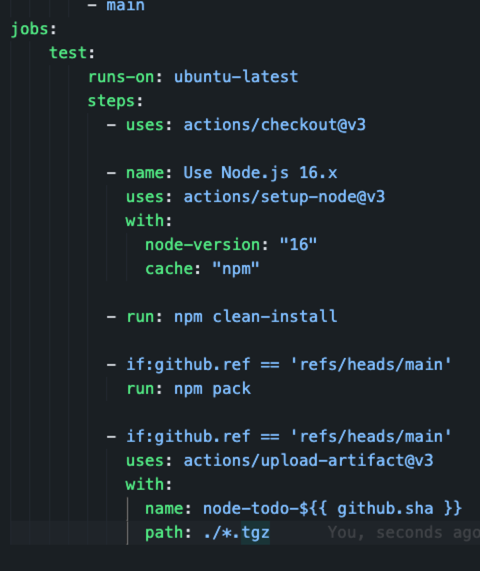 - main
jobs:
test:
runs-on: ubuntu-latest
steps:
- uses: actions/checkout@v3
- name: Use Node.js 16.x
uses: actions/setup-node@v3
with:
node-version: "16"
cache: "npm"
- run: npm clean-install
- if:github.ref == 'refs/heads/main'
run: npm pack
- if:github.ref == 'refs/heads/main'
uses: actions/upload-artifact@v3
with:
name: node-todo-${{ github.sha }}
path: ./*.tgz You, seconds ago